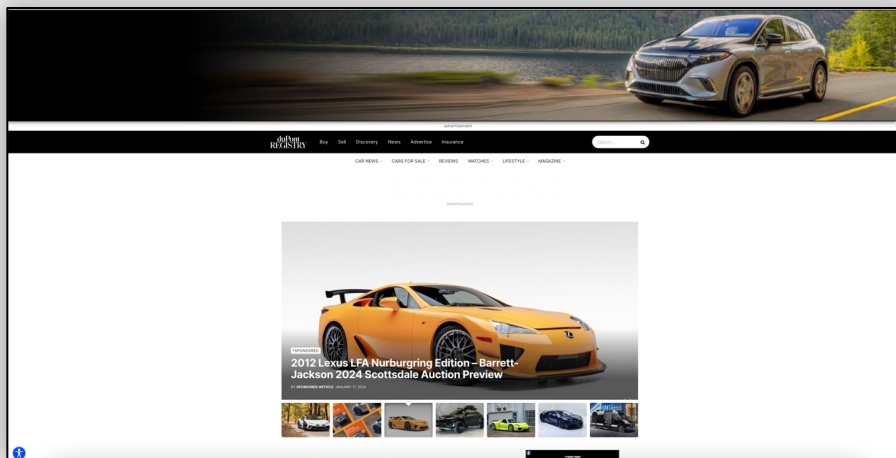 advertisement
duPont
REGISTRY
Buy Sell Discovery News Advertise Insurance
Search...
CAR NEWS CARS FOR SALE REVIEWS WATCHES LIFESTYLE MAGAZINE
Advertisement
*SPONSORED
2012 Lexus LFA Nurburgring Edition – Barrett-
Jackson 2024 Scottsdale Auction Preview
BY SPONSORED ARTICLE JANUARY 17, 2024